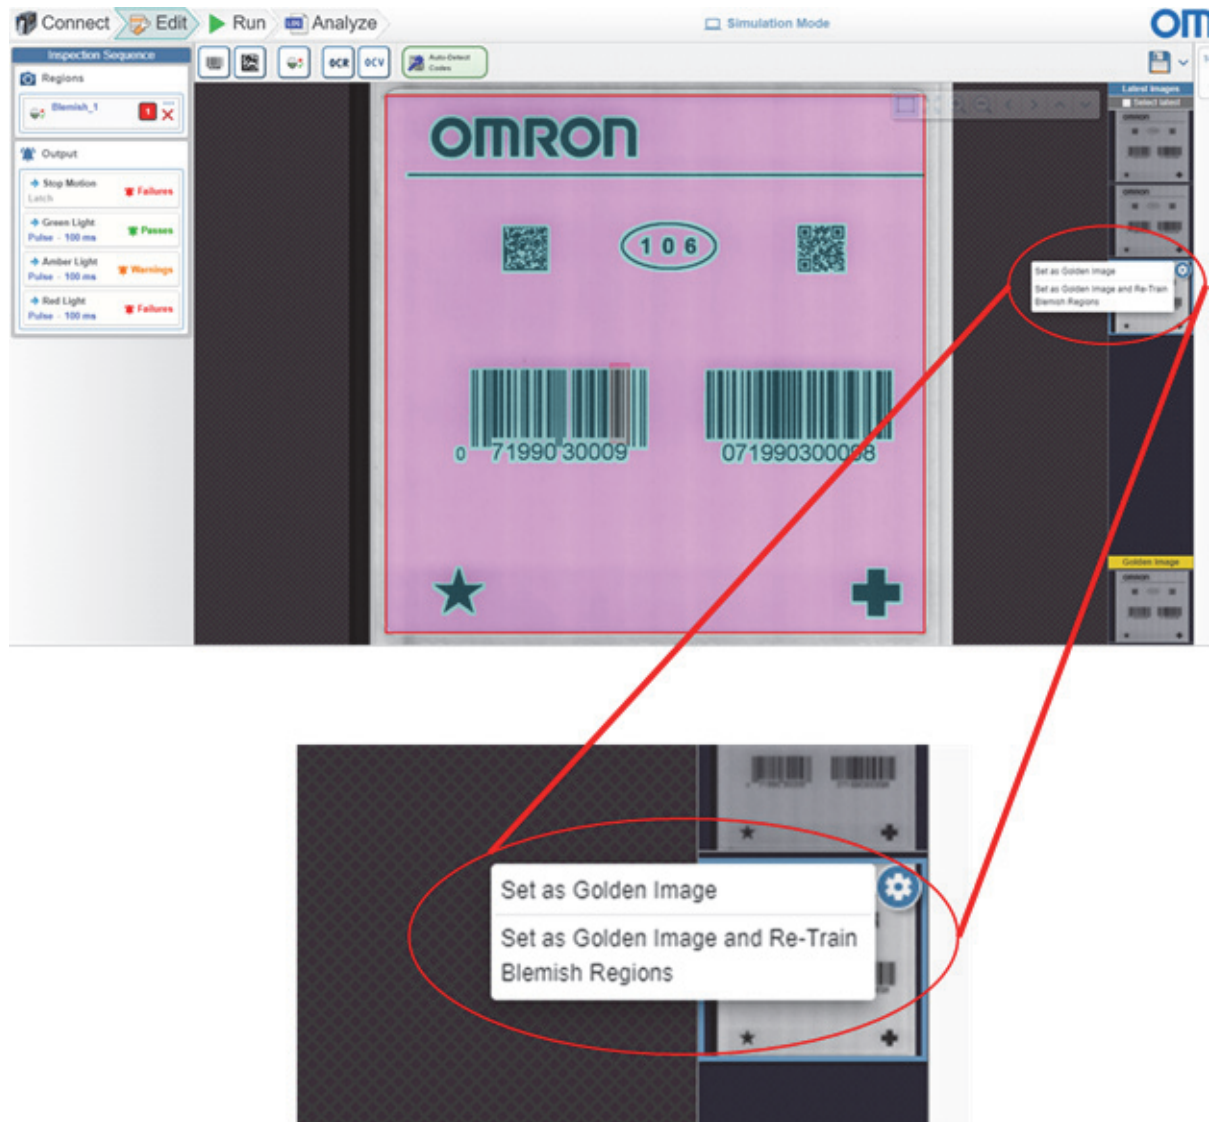 Connect
Edit
Run
Analyze
Simulation Mode
Inspection Sequence
Regions
Blemish_1
1
Output
Stop Motion
Latch
Failures
Green Light
Pulse - 100 ms
Passes
Amber Light
Pulse - 100 ms
Warnings
Red Light
Pulse - 100 ms
Failures
OCR
OCV
Auto-Detect
Codes
OMRON
106
0 71990 30009
071990300098
Latest Images
Select latest
OMRON
OMRON
Set as Golden Image
Set as Golden Image and Re-Train
Blemish Regions
Golden Image
OMRON
Set as Golden Image
Set as Golden Image and Re-Train
Blemish Regions